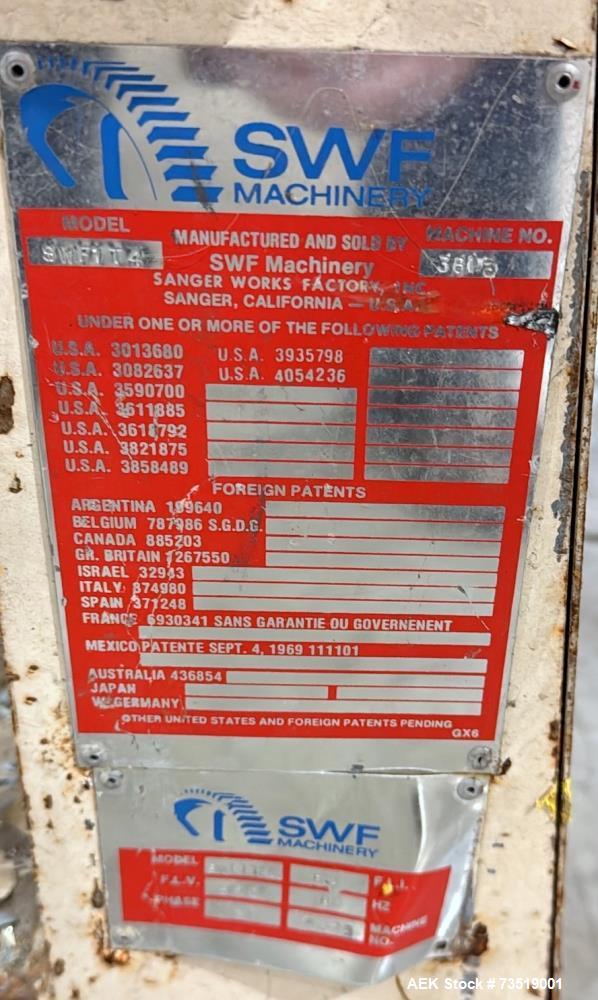 SWF
MACHINERY
MODEL MANUFACTURED AND SOLD BY MACHINE NO.
SWF1T4 SWF Machinery
SANGER WORKS FACTORY, INC.
SANGER, CALIFORNIA — U.S.A.
UNDER ONE OR MORE OF THE FOLLOWING PATENTS
U.S.A. 3013680 U.S.A. 3935798
U.S.A. 3082637 U.S.A. 4054236
U.S.A. 3590700
U.S.A. 3611885
U.S.A. 3618792
U.S.A. 3821875
U.S.A. 3858489
FOREIGN PATENTS
ARGENTINA 199640
BELGIUM 787986 S.G.D.G.
CANADA 885203
GR. BRITAIN 1267550
ISRAEL 32943
ITALY 874980
SPAIN 371248
FRANCE 6930341 SANS GARANTIE OU GOVERNENENT
MEXICO PATENTE SEPT. 4, 1969 111101
AUSTRALIA 436854
JAPAN
W. GERMANY
OTHER UNITED STATES AND FOREIGN PATENTS PENDING
GX6
SWF
MACHINERY
MODEL
F.L.V. F.L.I.
PHASE HZ
MACHINE
NO.
AEK Stock #73519001